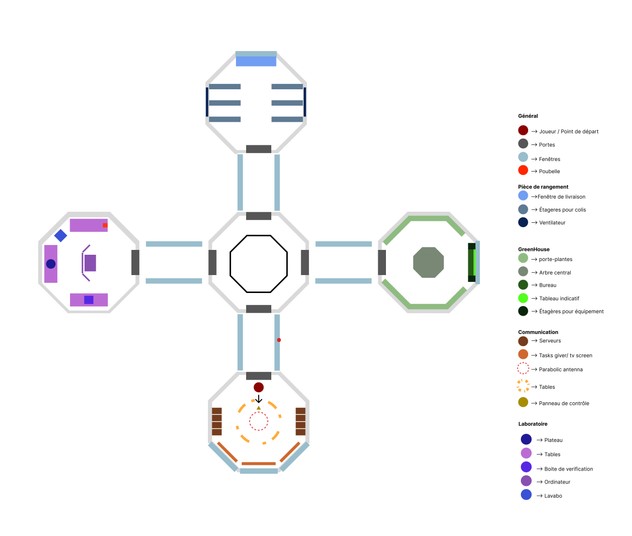 Général
→ Joueur / Point de départ
→ Portes
→ Fenêtres
→ Poubelle
Pièce de rangement
→Fenêtre de livraison
→ Étageres pour colis
→ Ventilateur
GreenHouse
→ porte-plantes
→ Arbre central
→ Bureau
→ Tableau indicatif
→ Étagères pour équipement
Communication
→ Serveurs
→ Tasks giver/ tv screen
→ Parabolic antenna
→ Tables
→ Panneau de contrôle
Laboratoire
→ Plateau
→ Tables
→ Boite de verification
→ Ordinateur
→ Lavabo